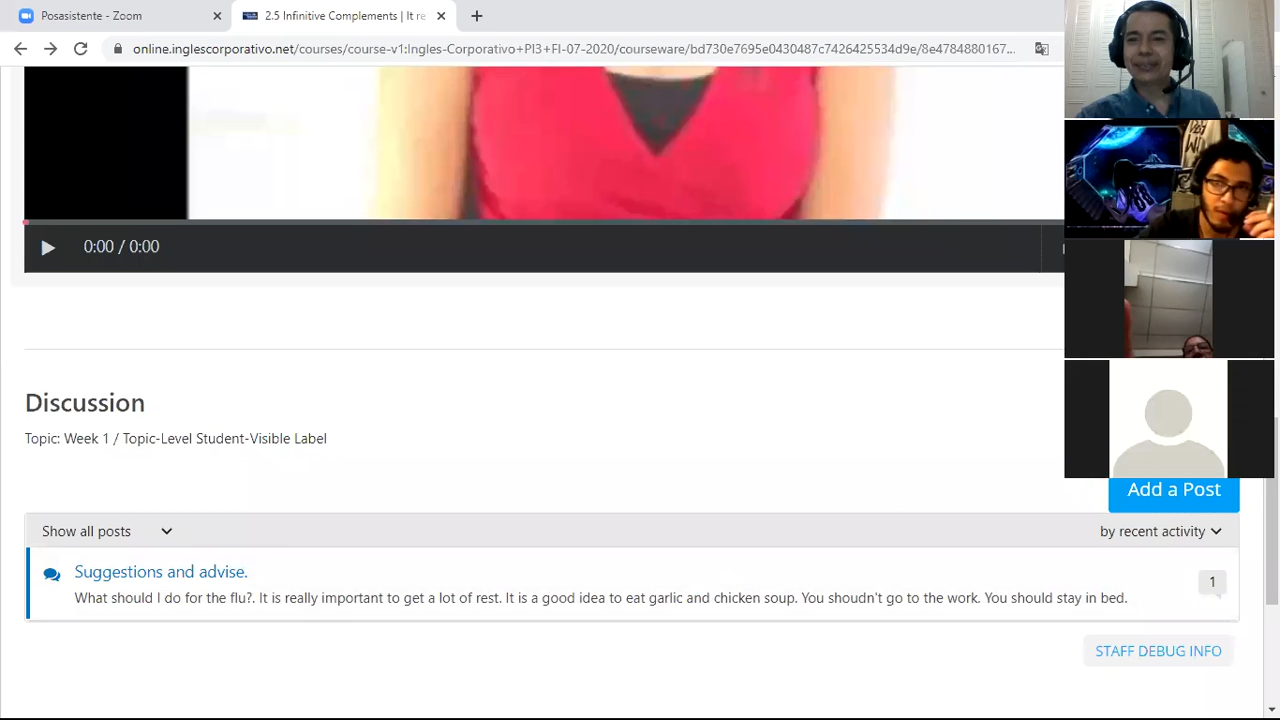 Posasistente - Zoom
2.5 Infinitive Complements | It re
online.inglescorporativo.net/courses/course-v1:Ingles-Corporativo+PI3+FI-07-2020/courseware/bd730e7695e0430487c7426425534d9e/8e4784880167...
0:00 / 0:00
Discussion
Topic: Week 1 / Topic-Level Student-Visible Label
Add a Post
Show all posts
by recent activity
Suggestions and advise.
1
What should I do for the flu?. It is really important to get a lot of rest. It is a good idea to eat garlic and chicken soup. You shoudn't go to the work. You should stay in bed.
STAFF DEBUG INFO